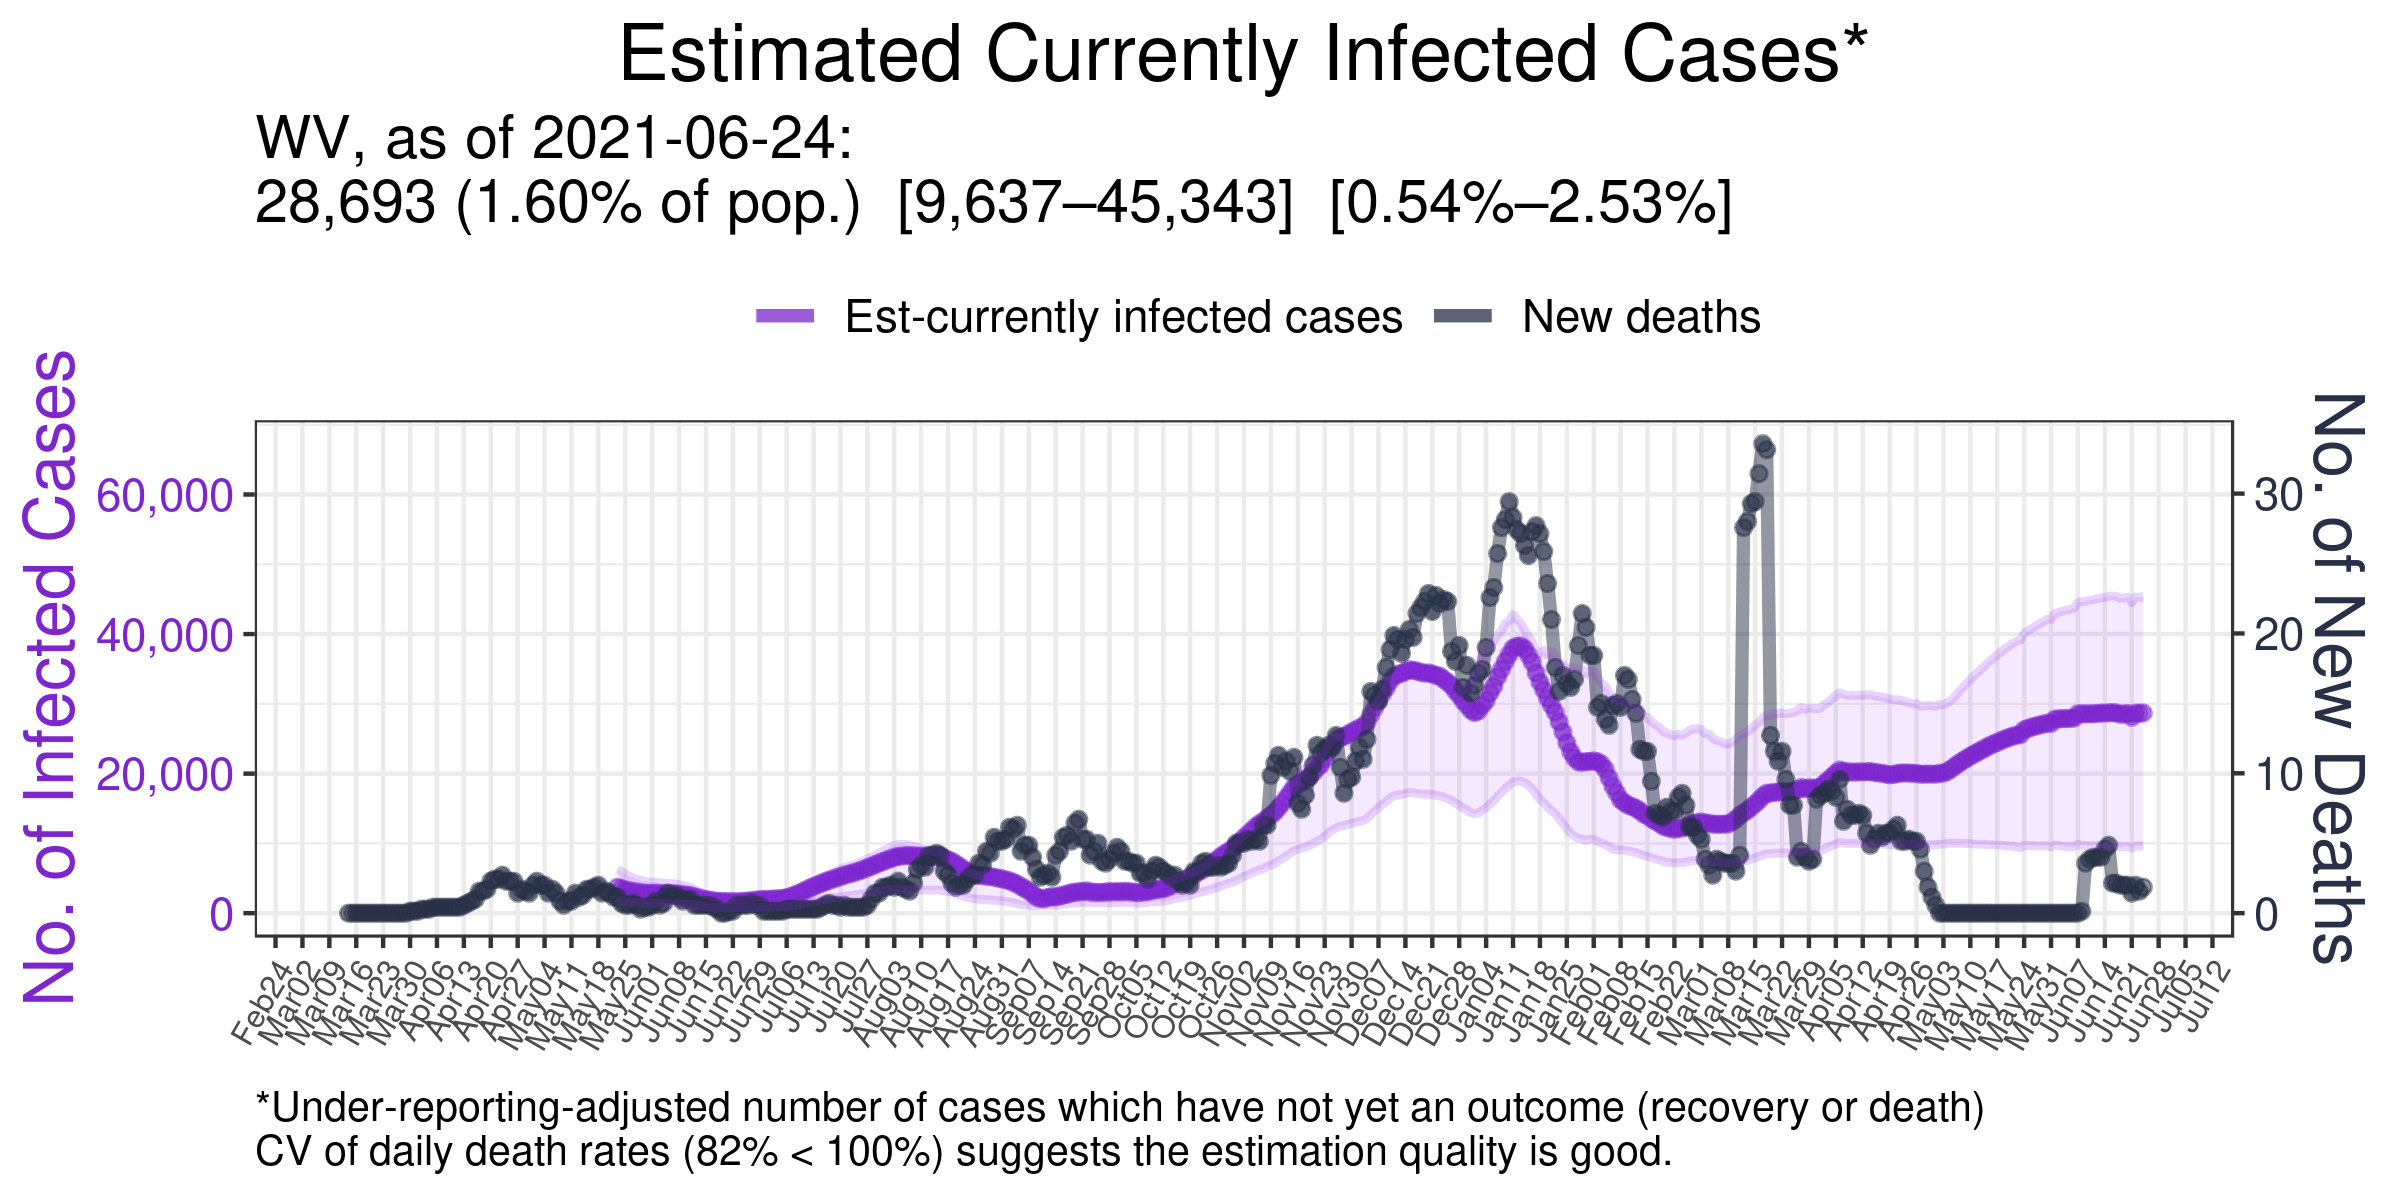 Estimated Currently Infected Cases*
WV, as of 2021-06-24:
28,693 (1.60% of pop.)  [9,637–45,343]  [0.54%–2.53%]
Est-currently infected cases
New deaths
No. of Infected Cases
60,000
40,000
20,000
0
30
20
10
0
No. of New Deaths
Feb24
Mar02
Mar09
Mar16
Mar23
Mar30
Apr06
Apr13
Apr20
Apr27
May04
May11
May18
May25
Jun01
Jun08
Jun15
Jun22
Jun29
Jul06
Jul13
Jul20
Jul27
Aug03
Aug10
Aug17
Aug24
Aug31
Sep07
Sep14
Sep21
Sep28
Oct05
Oct12
Oct19
Oct26
Nov02
Nov09
Nov16
Nov23
Nov30
Dec07
Dec14
Dec21
Dec28
Jan04
Jan11
Jan18
Jan25
Feb01
Feb08
Feb15
Feb22
Mar01
Mar08
Mar15
Mar22
Mar29
Apr05
Apr12
Apr19
Apr26
May03
May10
May17
May24
May31
Jun07
Jun14
Jun21
Jun28
Jul05
Jul12
*Under-reporting-adjusted number of cases which have not yet an outcome (recovery or death)
CV of daily death rates (82% < 100%) suggests the estimation quality is good.